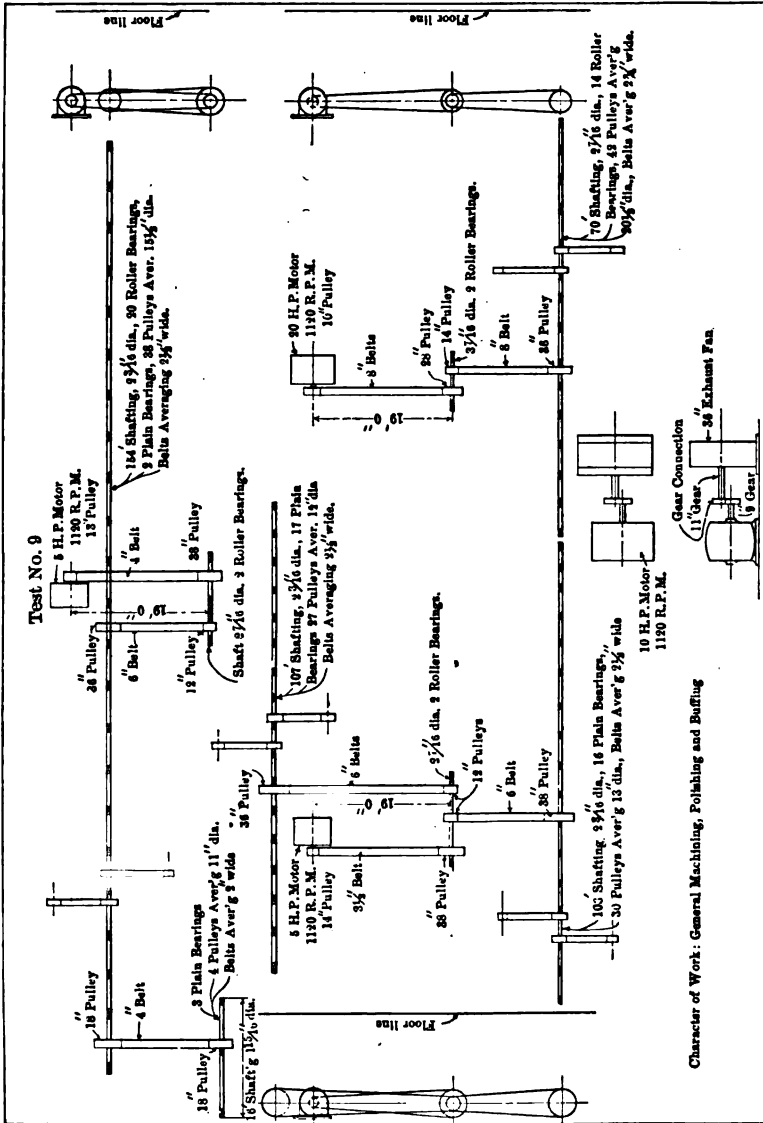 Test No. 9
Floor line
Floor line
5 H.P. Motor
1120 R.P.M.
13" Pulley
154' Shafting, 2 3/16" dia., 20 Roller Bearings,
2 Plain Bearings, 38 Pulleys Aver. 15 1/2" dia.
Belts Averaging 2 1/2" wide.
36" Pulley
4" Belt
6" Belt
19' 0"
38" Pulley
12" Pulley
Shaft 2 7/16" dia. 2 Roller Bearings.
18" Pulley
4" Belt
18" Pulley
3 Plain Bearings
4 Pulleys Aver'g 11" dia.
Belts Aver'g 2" wide
16' Shaft'g 1 15/16" dia.
20 H.P. Motor
1120 R.P.M.
10" Pulley
8" Belts
19' 0"
28" Pulley
14" Pulley
3 7/16" dia. 2 Roller Bearings.
8" Belt
36" Pulley
70' Shafting, 2 7/16" dia., 14 Roller
Bearings, 42 Pulleys Aver'g
20 1/2" dia., Belts Aver'g 2 3/4" wide.
107' Shafting, 2 3/16" dia., 17 Plain
Bearings 27 Pulleys Aver. 12" dia
Belts Averaging 2 1/2" wide.
36" Pulley
6" Belts
19' 0"
5 H.P. Motor
1120 R.P.M.
14" Pulley
3 1/2" Belt
38" Pulley
2 7/16" dia. 2 Roller Bearings.
12" Pulleys
6" Belt
38" Pulley
Shafting 2 3/16" dia., 16 Plain Bearings,
30 Pulleys Aver'g 13" dia., Belts Aver'g 2 1/2" wide
Floor line
10 H.P. Motor
1120 R.P.M.
Gear Connection
11" Gear
9" Gear
35" Exhaust Fan
Character of Work: General Machining, Polishing and Buffing